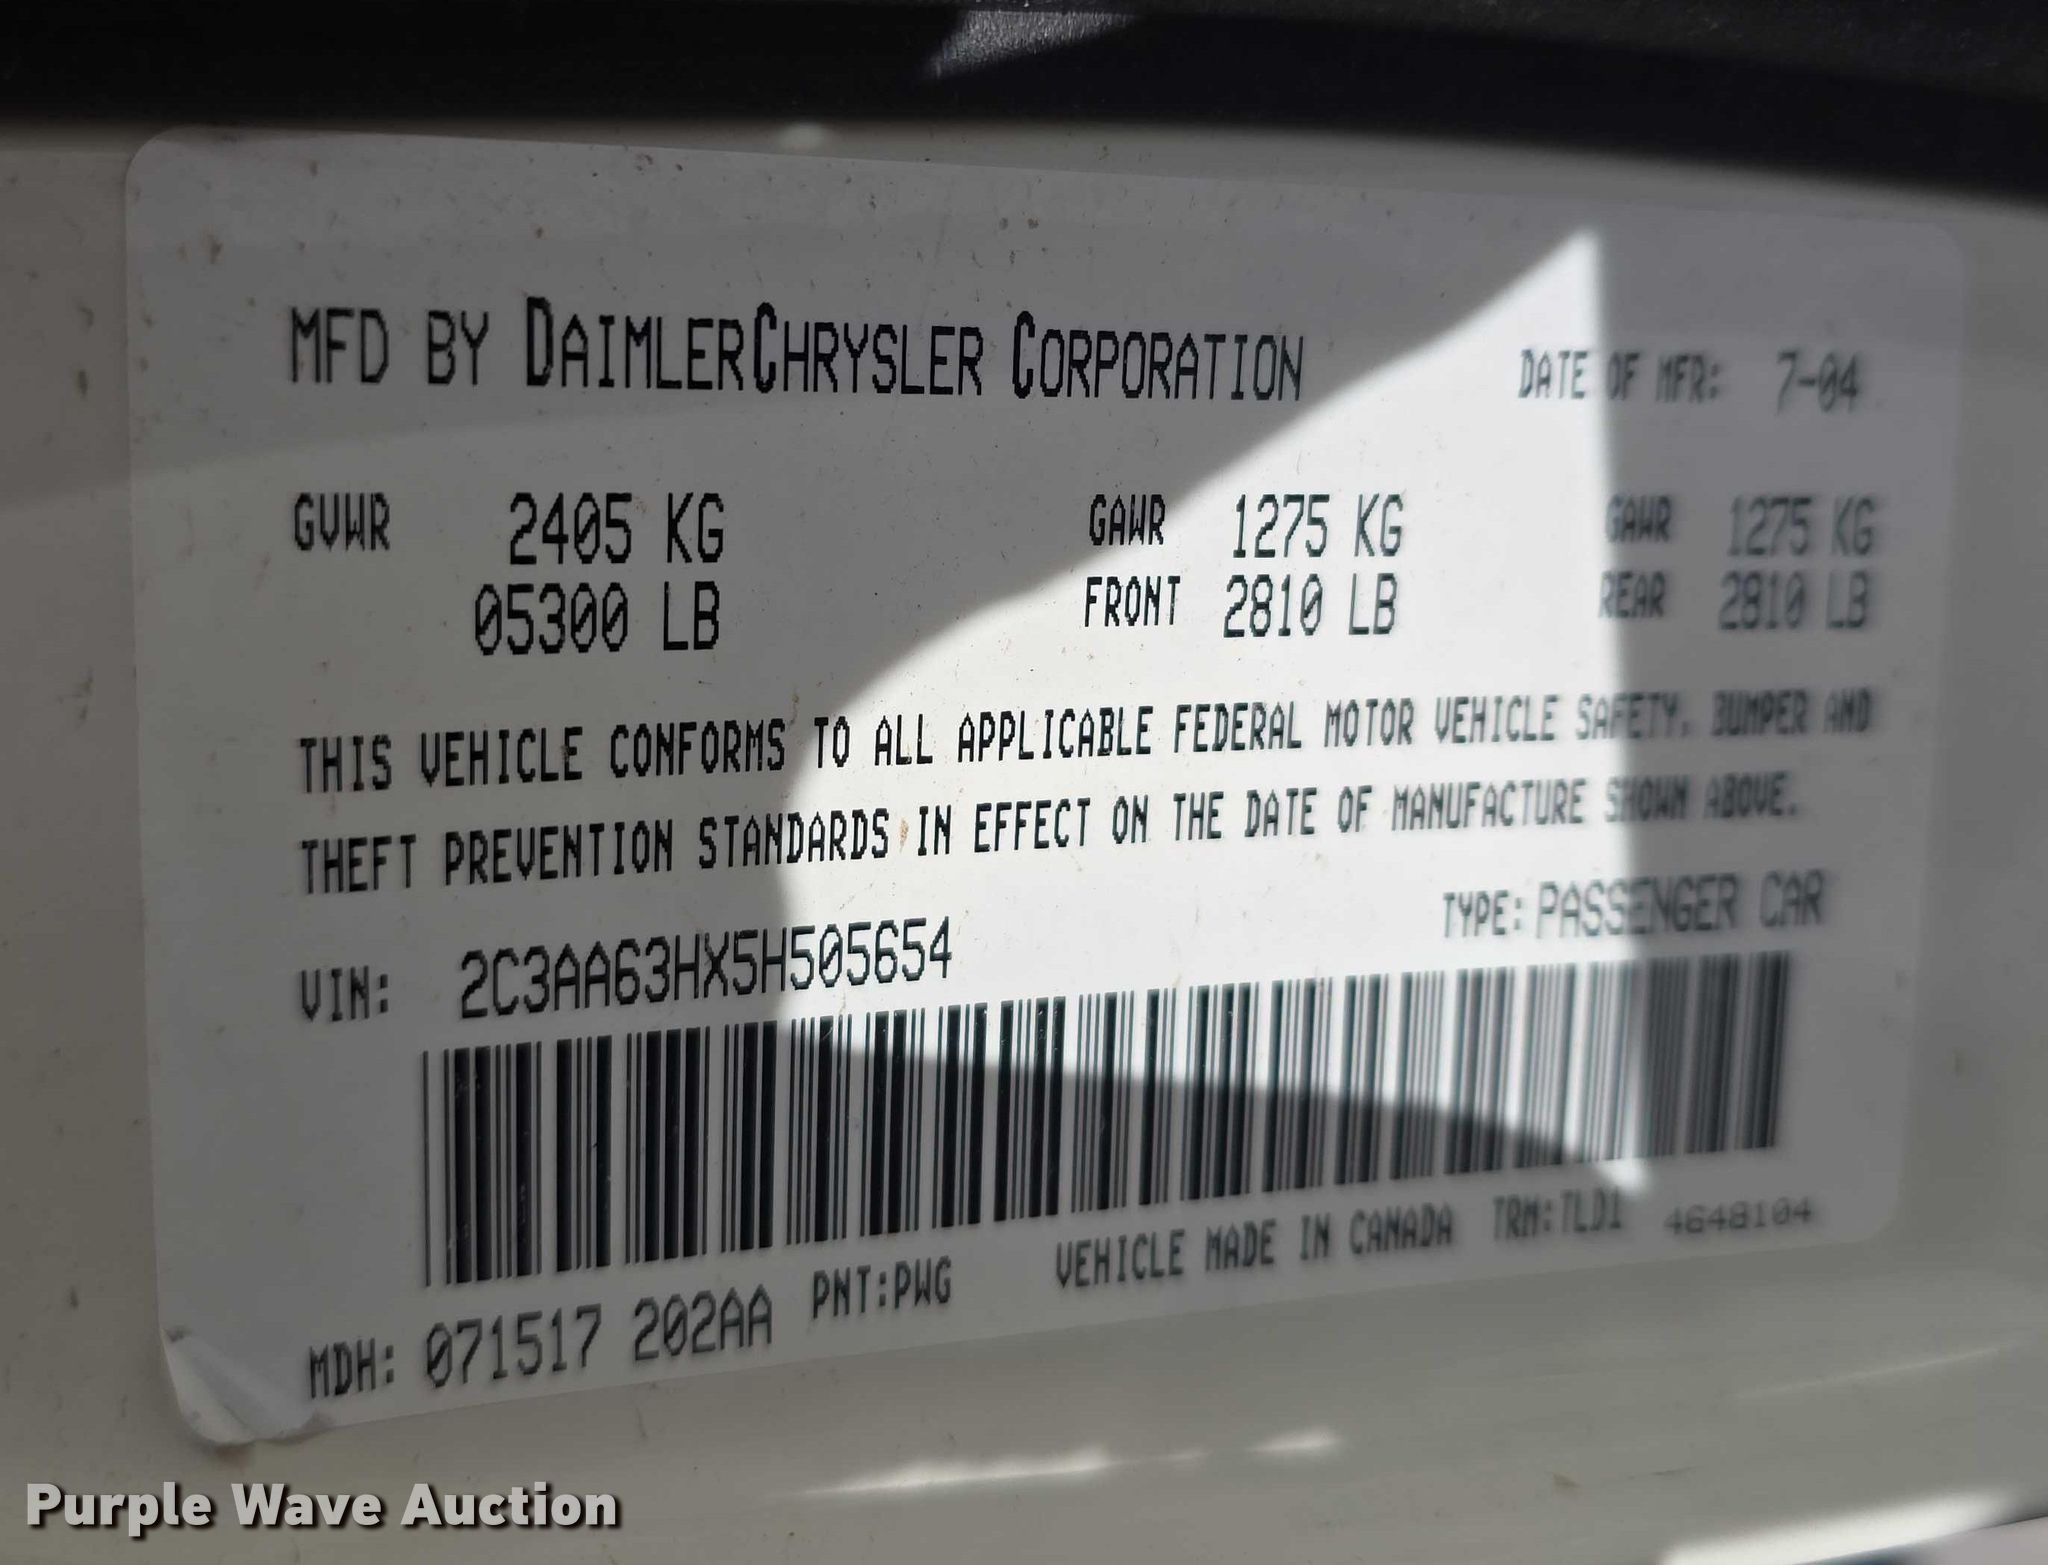 MFD BY DAIMLERCHRYSLER CORPORATION DATE OF MFR: 7-04
GVWR 2405 KG GAWR 1275 KG GAWR 1275 KG
05300 LB FRONT 2810 LB REAR 2810 LB
THIS VEHICLE CONFORMS TO ALL APPLICABLE FEDERAL MOTOR VEHICLE SAFETY, BUMPER AND
THEFT PREVENTION STANDARDS IN EFFECT ON THE DATE OF MANUFACTURE SHOWN ABOVE.
VIN: 2C3AA63HX5H505654 TYPE: PASSENGER CAR
MDH: 071517 202AA PNT:PWG VEHICLE MADE IN CANADA TRM:TLD1 4648104
Purple Wave Auction